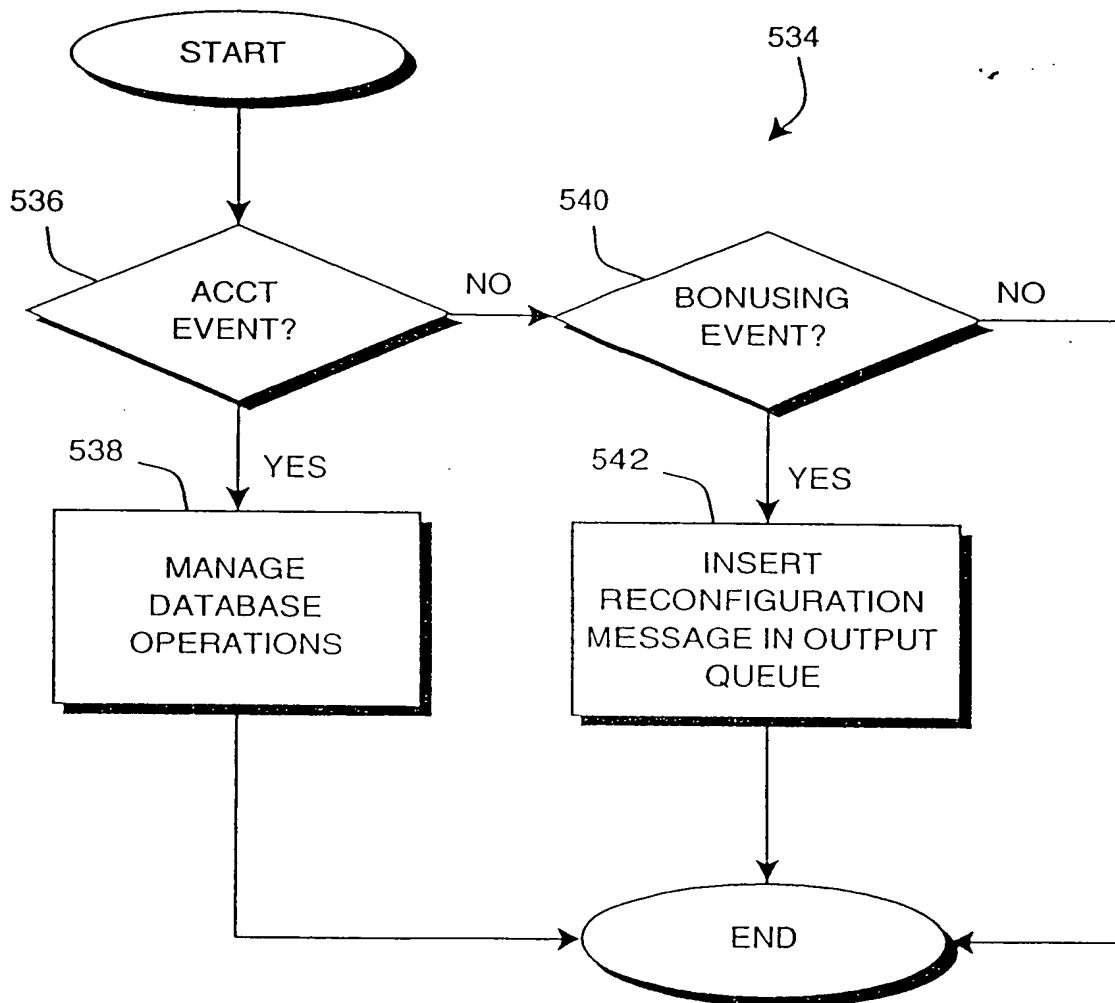 START
534
536
ACCT
EVENT?
NO
540
BONUSING
EVENT?
NO
538
YES
MANAGE
DATABASE
OPERATIONS
542
YES
INSERT
RECONFIGURATION
MESSAGE IN OUTPUT
QUEUE
END